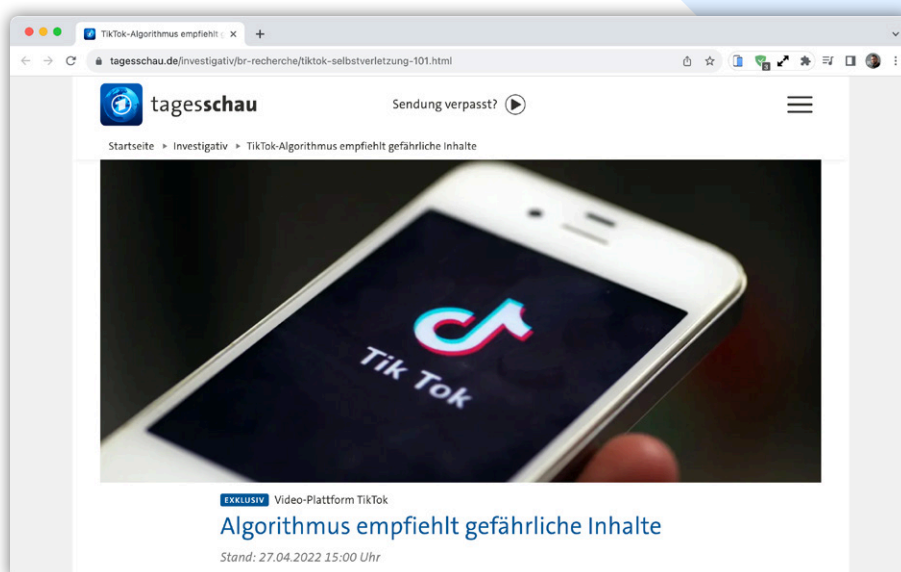 TikTok-Algorithmus empfiehlt
tagesschau.de/investigativ/br-recherche/tiktok-selbstverletzung-101.html
3
tagesschau
Sendung verpasst?
Startseite Investigativ TikTok-Algorithmus empfiehlt gefährliche Inhalte
Tik Tok
EXKLUSIV Video-Plattform TikTok
Algorithmus empfiehlt gefährliche Inhalte
Stand: 27.04.2022 15:00 Uhr